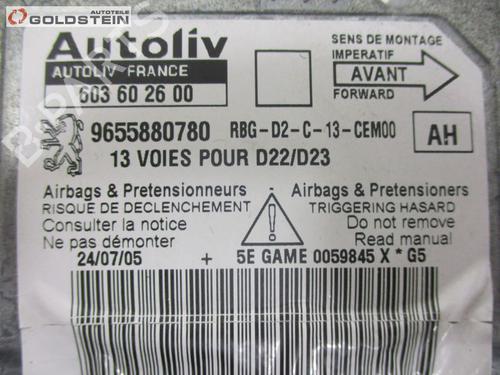 AUTOTEILE
GOLDSTEIN
Autoliv
AUTOLIV-FRANCE
603 60 26 00
SENS DE MONTAGE
IMPERATIF
AVANT
FORWARD
9655880780 RBG-D2-C-13-CEM00
AH
13 VOIES POUR D22/D23
Airbags & Pretensionneurs
RISQUE DE DECLENCHEMENT
Consulter la notice
Ne pas démonter
Airbags & Pretensioners
TRIGGERING HASARD
Do not remove
Read manual
24/07/05 + 5E GAME 0059845 X * G5